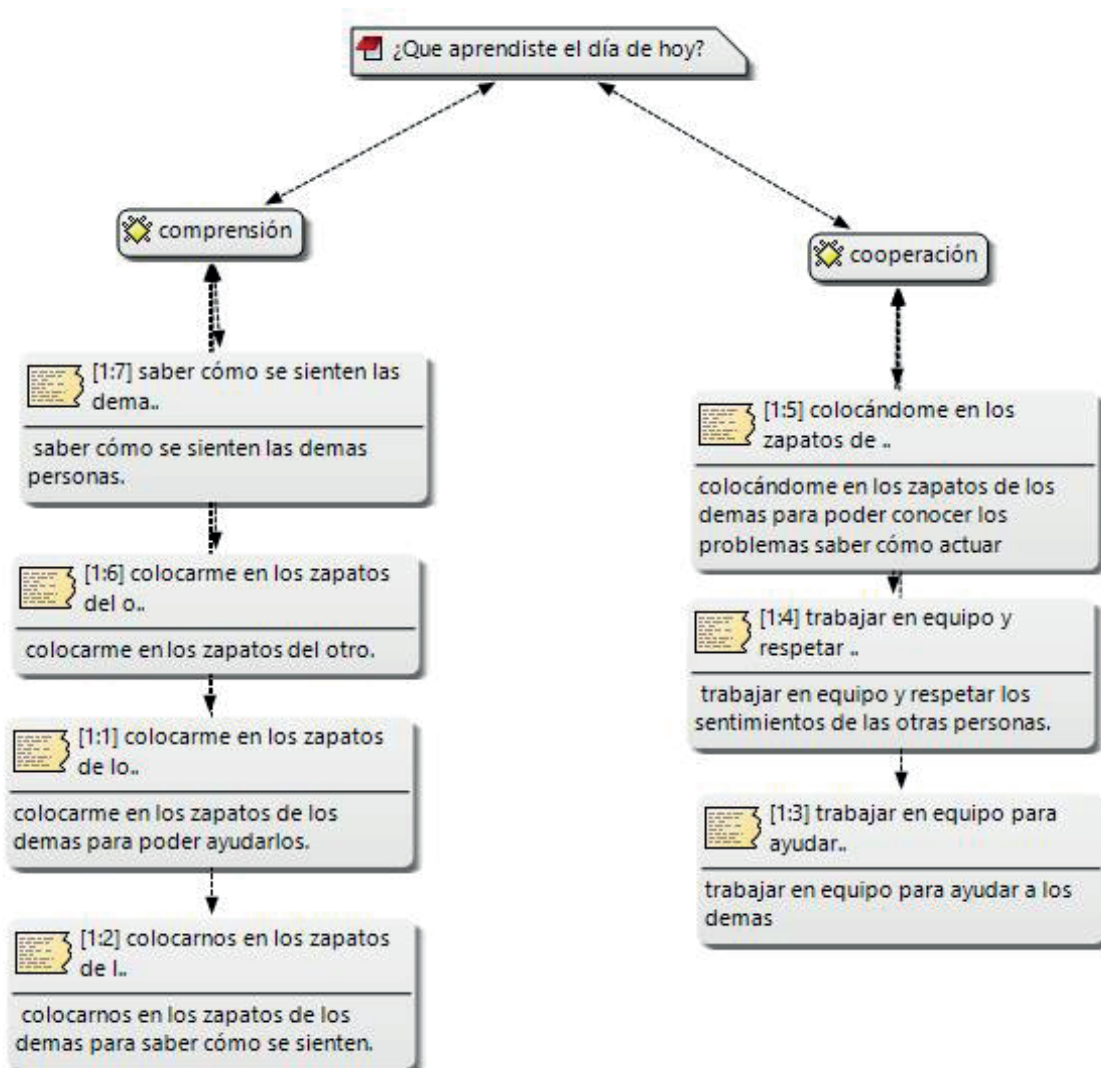 ¿Que aprendiste el día de hoy?
comprensión
[1:7] saber cómo se sienten las
dema..
saber cómo se sienten las demas
personas.
[1:6] colocarme en los zapatos
del o..
colocarme en los zapatos del otro.
[1:1] colocarme en los zapatos
de lo..
colocarme en los zapatos de los
demas para poder ayudarlos.
[1:2] colocarnos en los zapatos
de l..
colocarnos en los zapatos de los
demas para saber cómo se sienten.
cooperación
[1:5] colocándome en los
zapatos de ..
colocándome en los zapatos de los
demas para poder conocer los
problemas saber cómo actuar
[1:4] trabajar en equipo y
respetar ..
trabajar en equipo y respetar los
sentimientos de las otras personas.
[1:3] trabajar en equipo para
ayudar..
trabajar en equipo para ayudar a los
demas